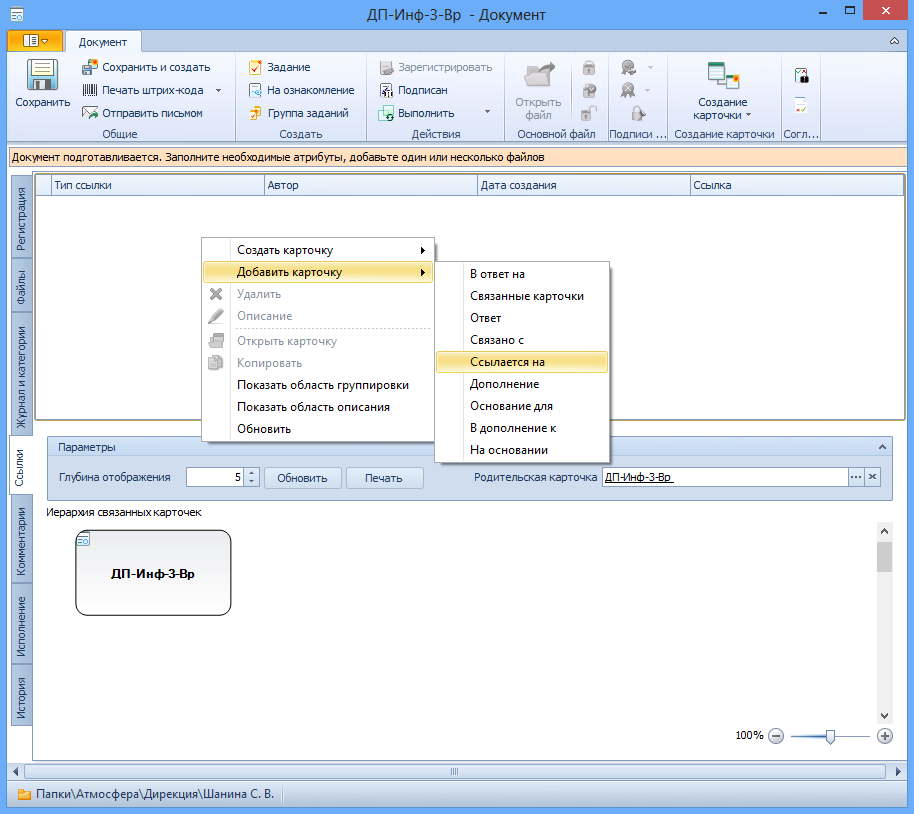 ДП-Инф-3-Вр - Документ
Документ
Сохранить
Сохранить и создать
Печать штрих-кода
Отправить письмом
Общие
Задание
На ознакомление
Группа заданий
Создать
Зарегистрировать
Подписан
Выполнить
Действия
Открыть
файл
Основной файл
Подписи ...
Создание
карточки
Создание карточки
Согл...
Документ подготавливается. Заполните необходимые атрибуты, добавьте один или несколько файлов
Регистрация
Файлы
Журнал и категории
Ссылки
Комментарии
Исполнение
История
Тип ссылки Автор Дата создания Ссылка
Создать карточку
Добавить карточку
Удалить
Описание
Открыть карточку
Копировать
Показать область группировки
Показать область описания
Обновить
В ответ на
Связанные карточки
Ответ
Связано с
Ссылается на
Дополнение
Основание для
В дополнение к
На основании
Параметры
Глубина отображения 5 Обновить Печать Родительская карточка ДП-Инф-3-Вр ...
Иерархия связанных карточек
ДП-Инф-3-Вр
100%
Папки\Атмосфера\Дирекция\Шанина С. В.